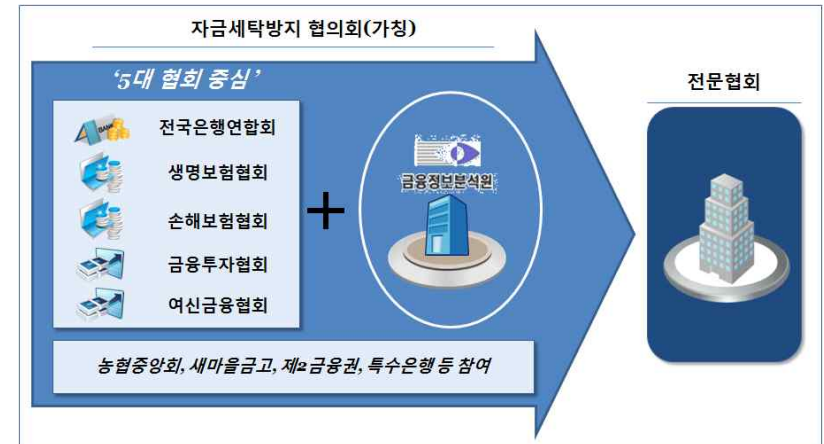 자금세탁방지 협의회(가칭)
‘5대 협회 중심’
BANK
전국은행연합회
생명보험협회
손해보험협회
금융투자협회
여신금융협회
+
금융정보분석원
농협중앙회, 새마을금고, 제2금융권, 특수은행 등 참여
전문협회